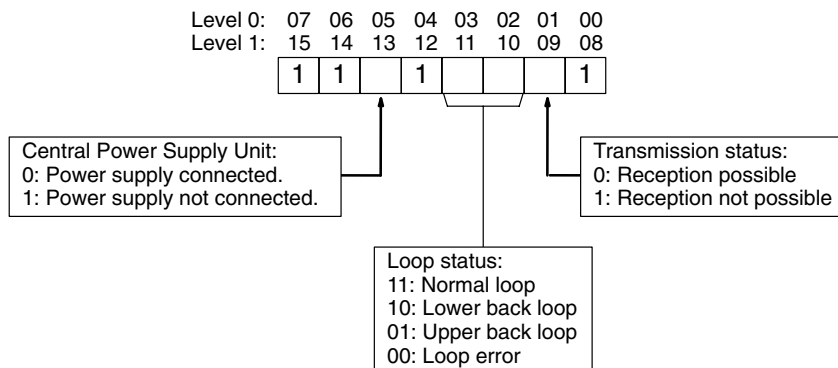 Level 0: 07 06 05 04 03 02 01 00
Level 1: 15 14 13 12 11 10 09 08
1 1 1 1
Central Power Supply Unit:
0: Power supply connected.
1: Power supply not connected.
Transmission status:
0: Reception possible
1: Reception not possible
Loop status:
11: Normal loop
10: Lower back loop
01: Upper back loop
00: Loop error